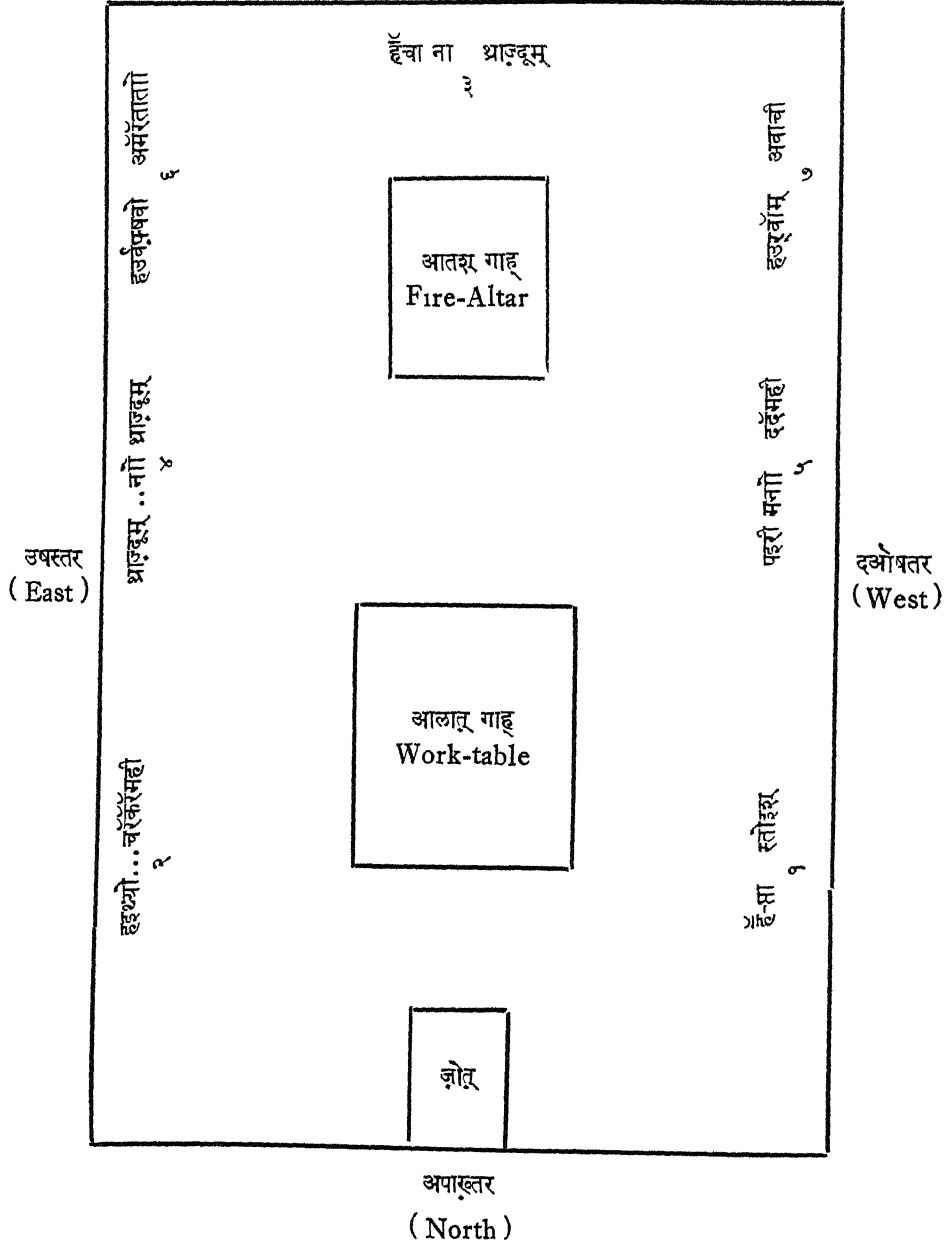 हॅँचा ना थ्राज़्दूम्
३
हउर्वफ़्षवो अमॅरॅताताो
६
हउर्वॉम् अवाची
७
आतश् गाह्
Fire-Altar
थ्राज़्दूम् ..नाो थ्राज़्दूम्
४
पइरी मनाो ददॅमही
५
उषस्तर
(East)
दओषतर
(West)
आलात् गाह्
Work-table
२
स्तोइश्
१
ज़ोत्
अपाख़्तर
(North)